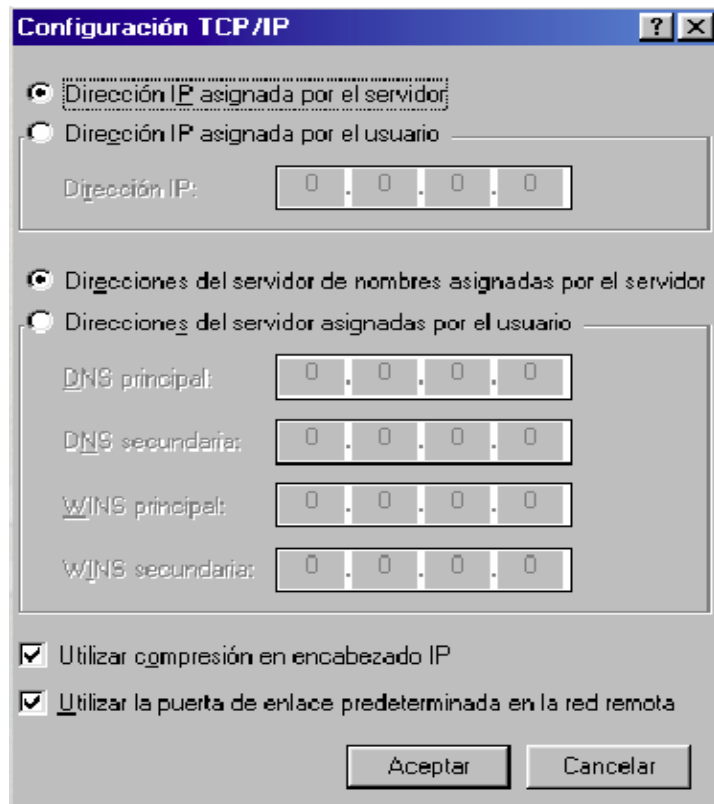 Configuración TCP/IP
Dirección IP asignada por el servidor
Dirección IP asignada por el usuario
Dirección IP: 0 . 0 . 0 . 0
Direcciones del servidor de nombres asignadas por el servidor
Direcciones del servidor asignadas por el usuario
DNS principal: 0 . 0 . 0 . 0
DNS secundaria: 0 . 0 . 0 . 0
WINS principal: 0 . 0 . 0 . 0
WINS secundaria: 0 . 0 . 0 . 0
Utilizar compresión en encabezado IP
Utilizar la puerta de enlace predeterminada en la red remota
Aceptar Cancelar